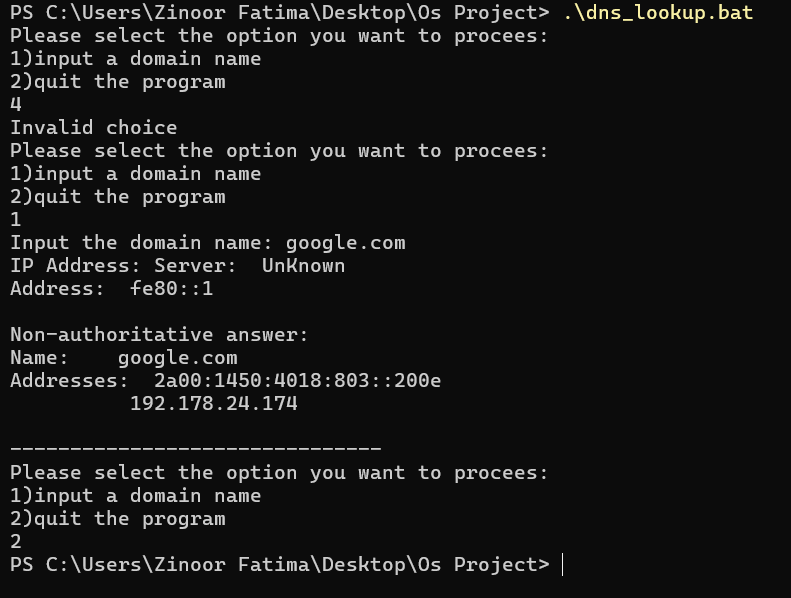 PS C:\Users\Zinoor Fatima\Desktop\Os Project> .\dns_lookup.bat
Please select the option you want to procees:
1)input a domain name
2)quit the program
4
Invalid choice
Please select the option you want to procees:
1)input a domain name
2)quit the program
1
Input the domain name: google.com
IP Address: Server:  UnKnown
Address:  fe80::1

Non-authoritative answer:
Name:    google.com
Addresses:  2a00:1450:4018:803::200e
          192.178.24.174

-------------------------------
Please select the option you want to procees:
1)input a domain name
2)quit the program
2
PS C:\Users\Zinoor Fatima\Desktop\Os Project>